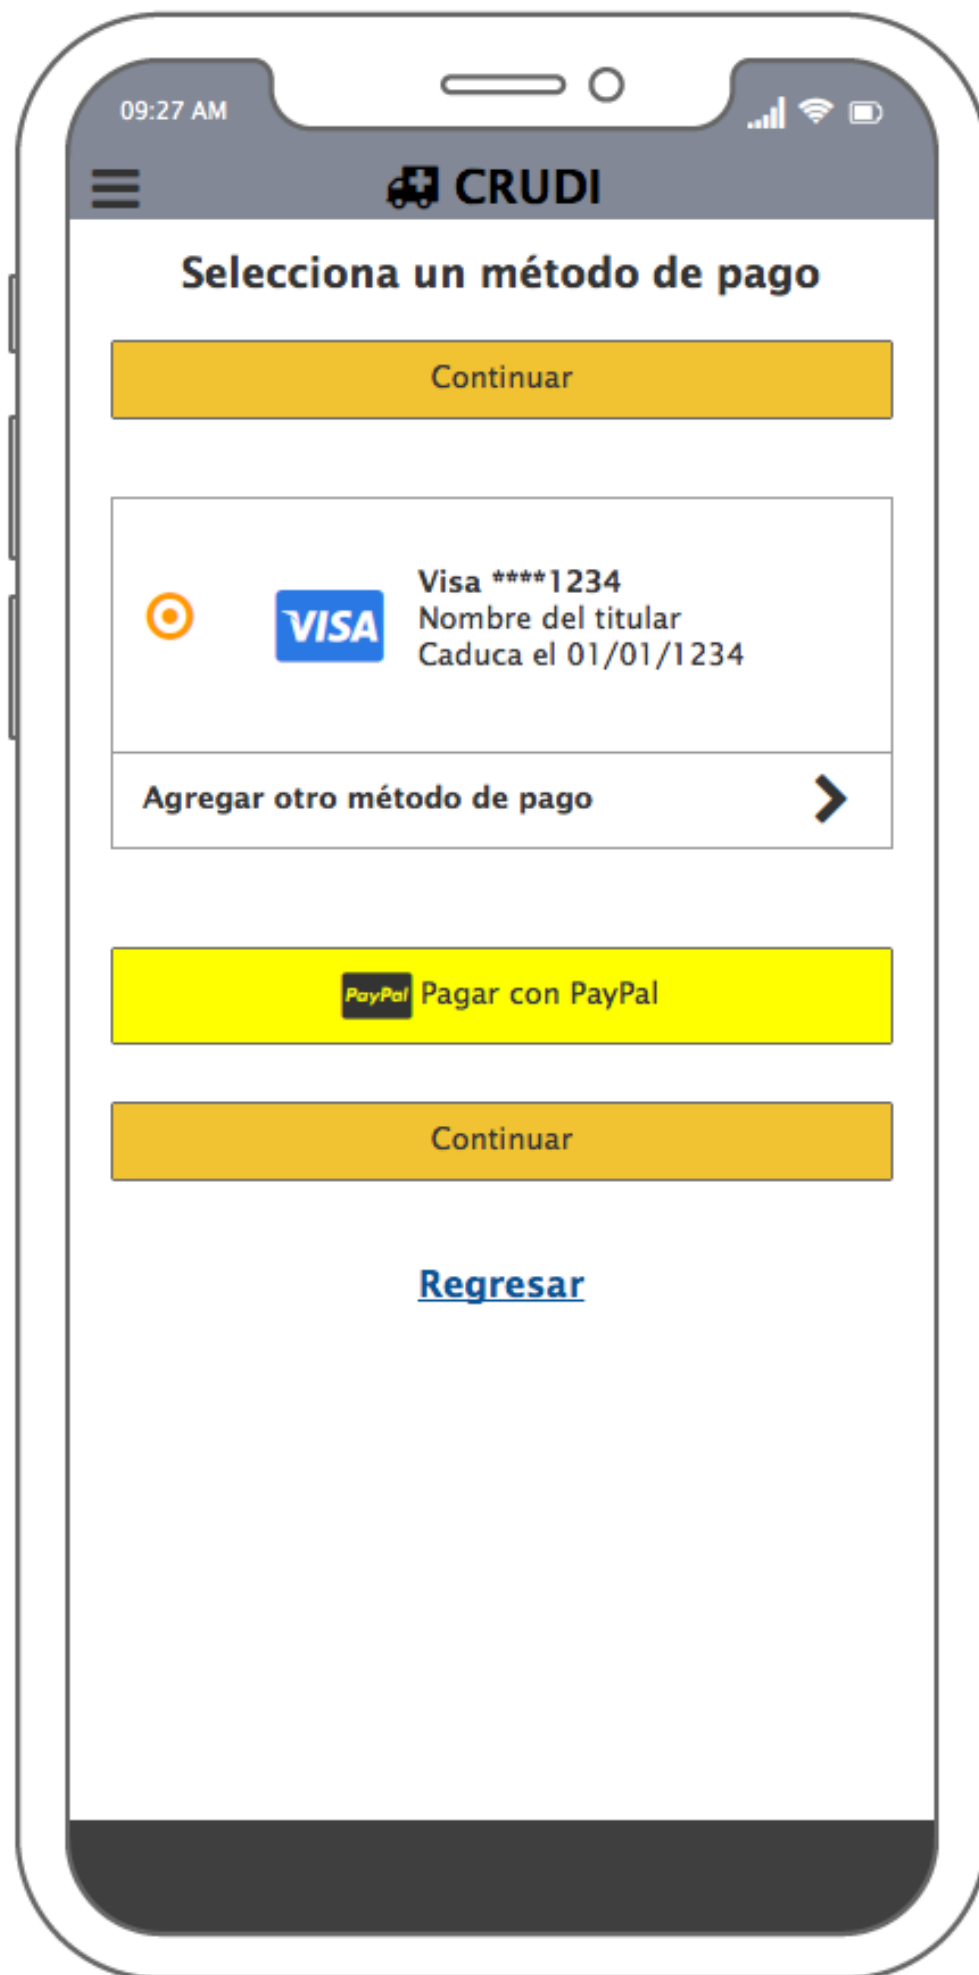 09:27 AM
CRUDI
Selecciona un método de pago
Continuar
VISA
Visa ****1234
Nombre del titular
Caduca el 01/01/1234
Agregar otro método de pago
PayPal Pagar con PayPal
Continuar
Regresar